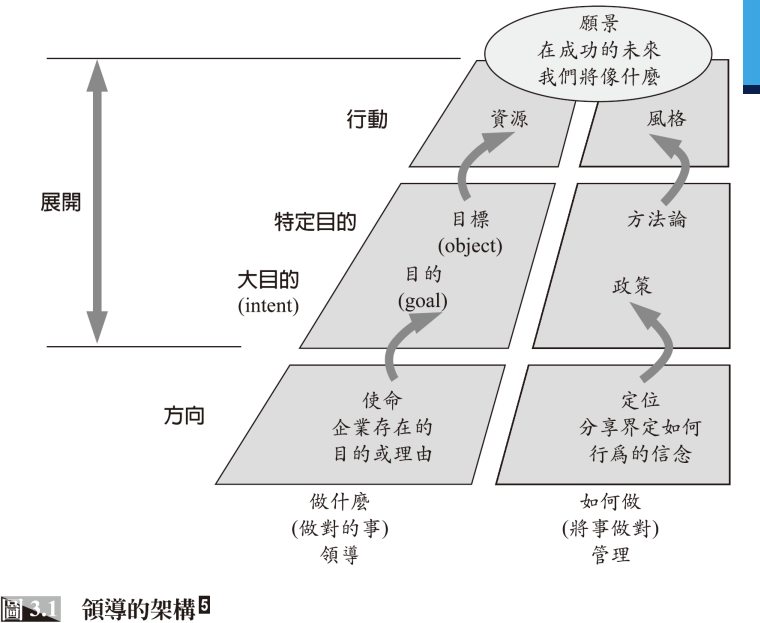 願景
在成功的未來
我們將像什麼
行動
資源
風格
展開
特定目的
目標
(object)
方法論
大目的
(intent)
目的
(goal)
政策
方向
使命
企業存在的
目的或理由
定位
分享界定如何
行為的信念
做什麼
(做對的事)
領導
如何做
(將事做對)
管理
圖 3.1 領導的架構5